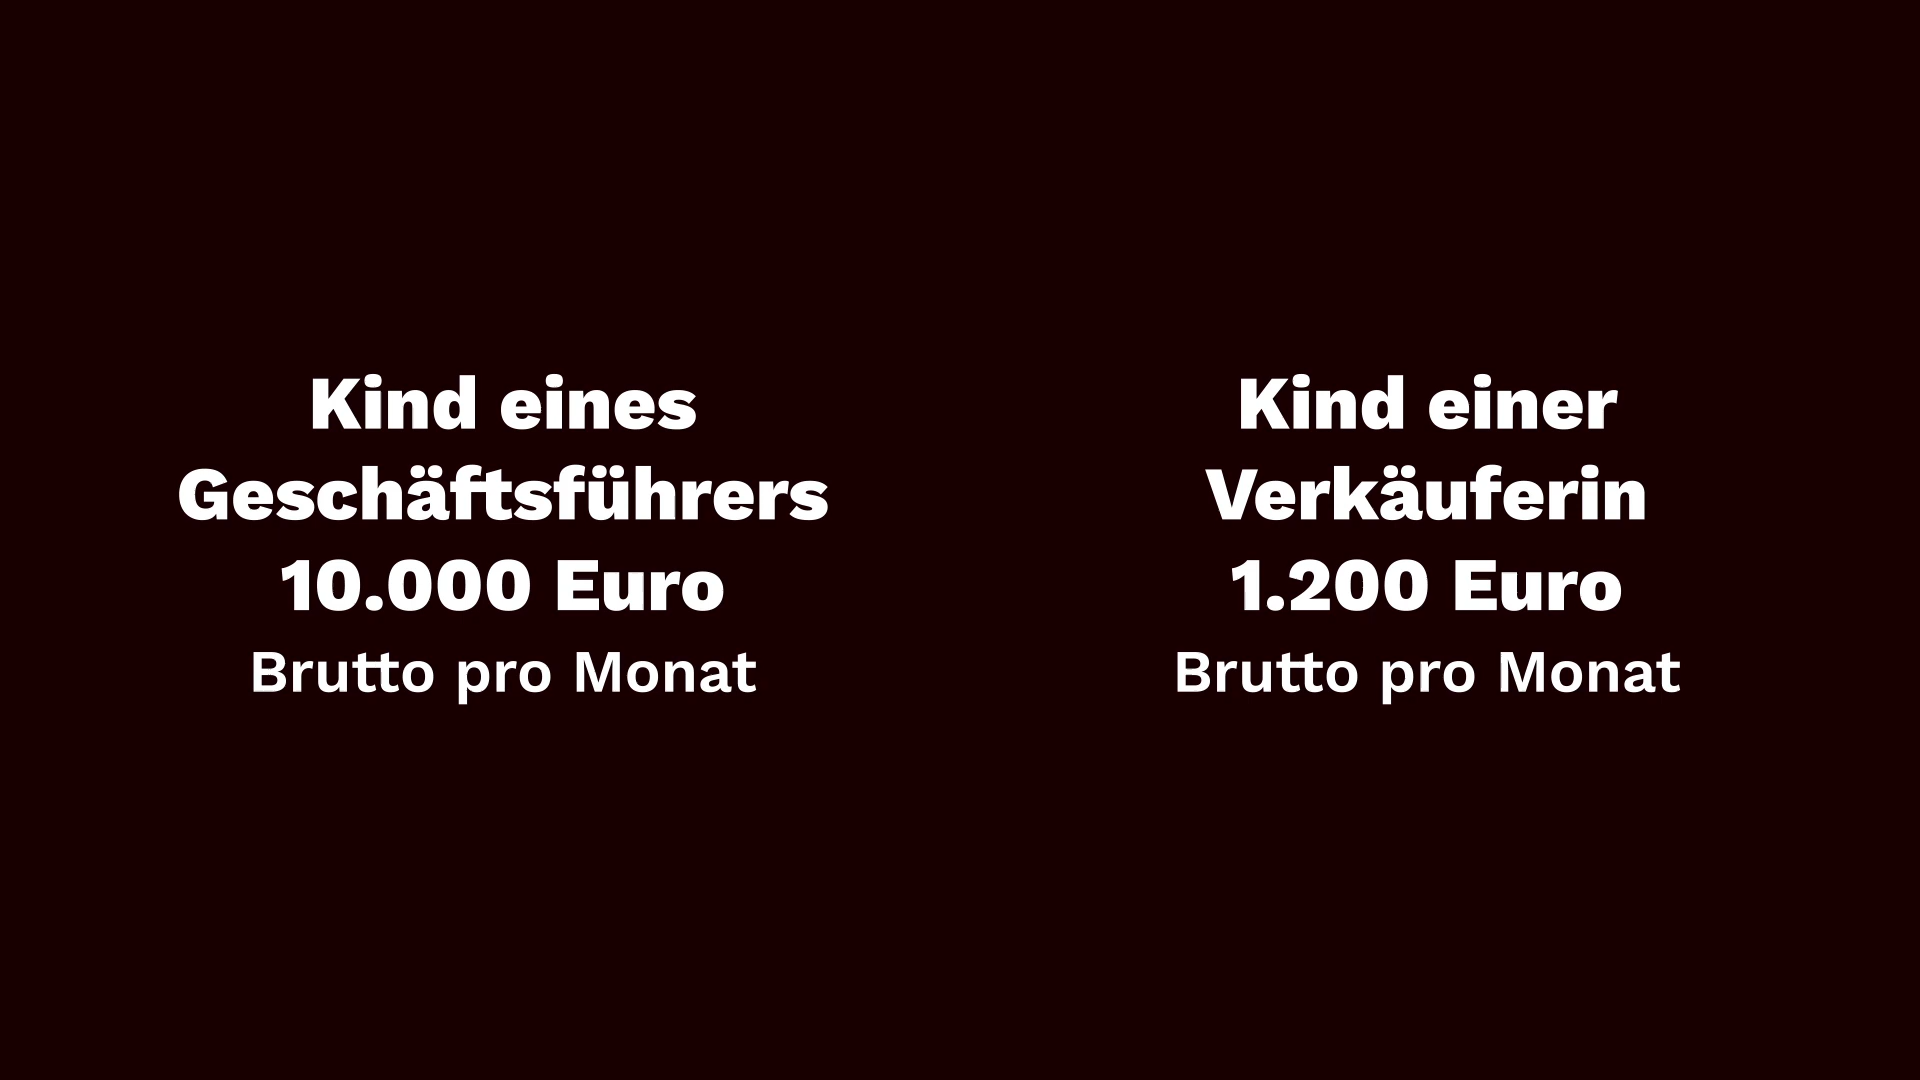 Kind eines
Geschäftsführers
10.000 Euro
Brutto pro Monat
Kind einer
Verkäuferin
1.200 Euro
Brutto pro Monat